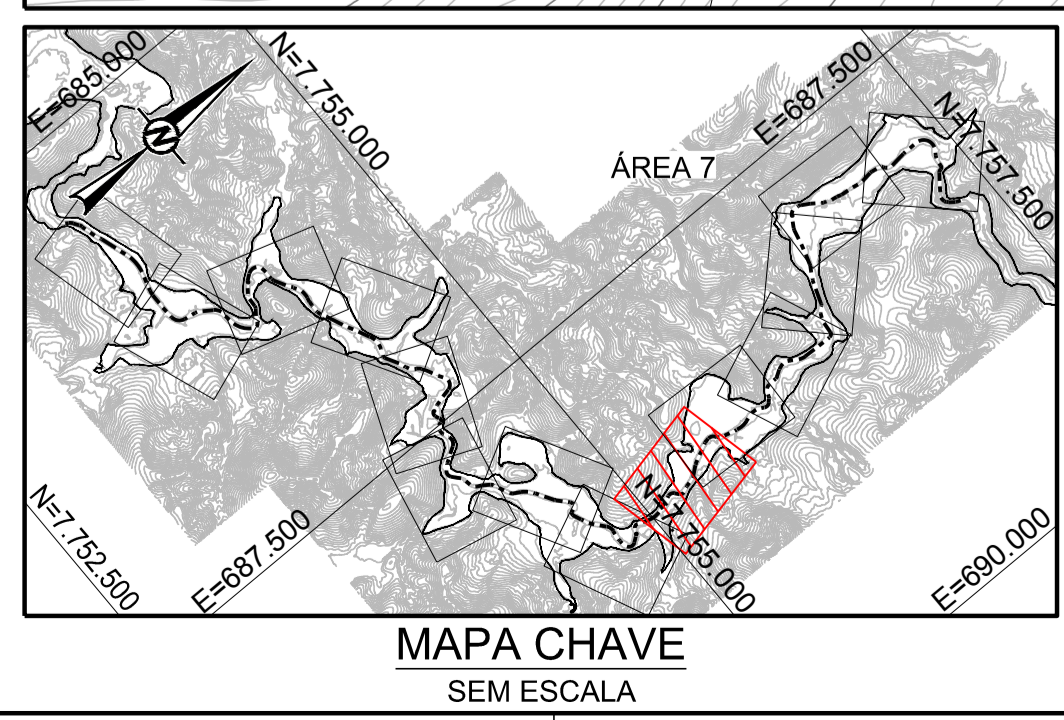 E=685.000
N=7.755.000
E=687.500
N=7.757.500
ÁREA 7
N
N=7.752.500
E=687.500
N=7.755.000
E=690.000
MAPA CHAVE
SEM ESCALA